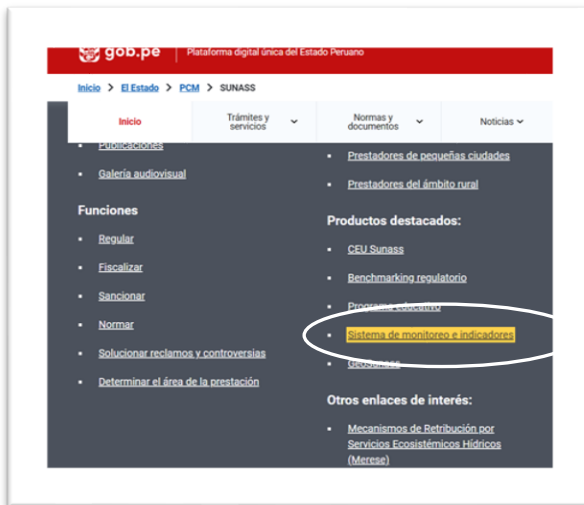 gob.pe
Plataforma digital única del Estado Peruano
Inicio > El Estado > PCM > SUNASS
Inicio
Trámites y
servicios
Normas y
documentos
Noticias
Publicaciones
Galería audiovisual
Funciones
Regular
Fiscalizar
Sancionar
Normar
Solucionar reclamos y controversias
Determinar el área de la prestación
Prestadores de pequeñas ciudades
Prestadores del ámbito rural
Productos destacados:
CEU Sunass
Benchmarking regulatorio
Programa educativo
Sistema de monitoreo e indicadores
GeoSunass
Otros enlaces de interés:
Mecanismos de Retribución por
Servicios Ecosistémicos Hídricos
(Merese)